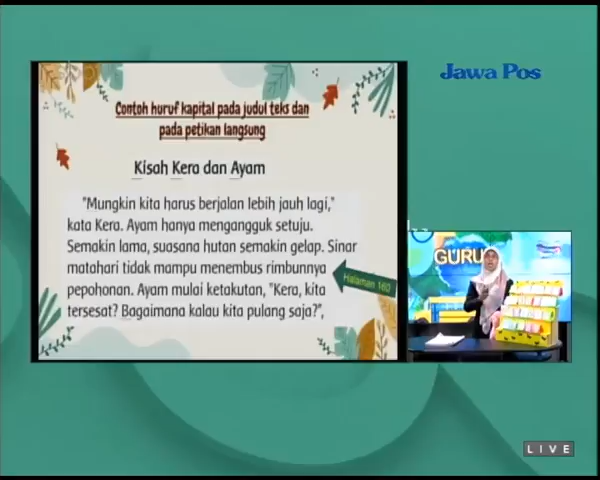 Jawa Pos
Contoh huruf kapital pada judul teks dan
pada petikan langsung
Kisah Kera dan Ayam
"Mungkin kita harus berjalan lebih jauh lagi,"
kata Kera. Ayam hanya mengangguk setuju.
Semakin lama, suasana hutan semakin gelap. Sinar
matahari tidak mampu menembus rimbunnya
pepohonan. Ayam mulai ketakutan, "Kera, kita
tersesat? Bagaimana kalau kita pulang saja?",
Halaman 160
GURU
LIVE